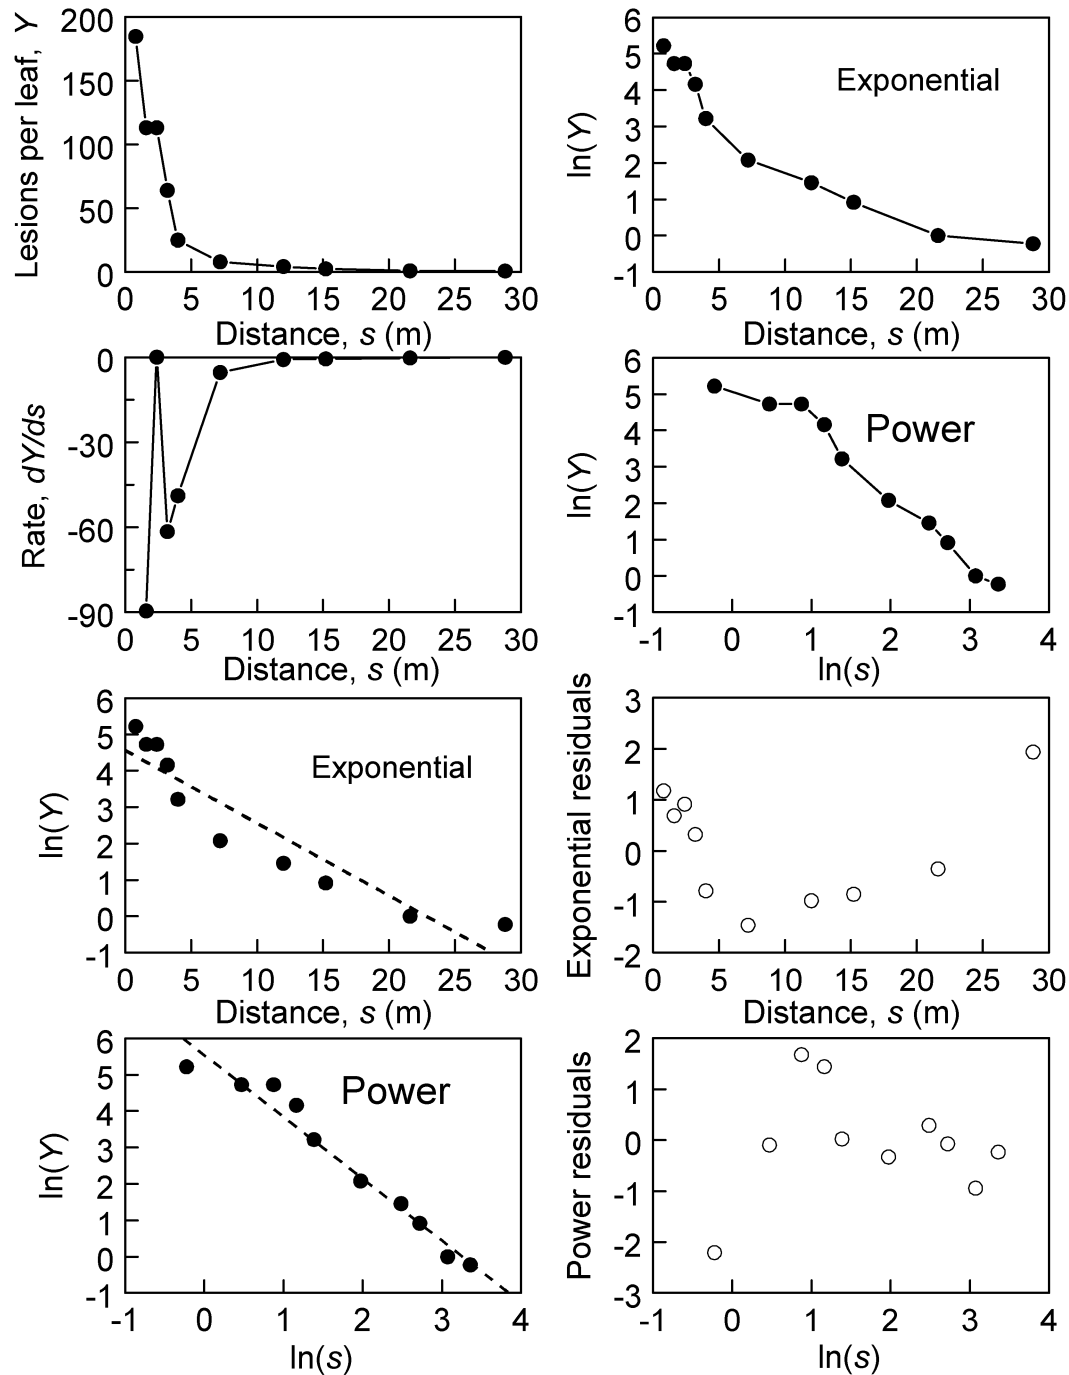 Lesions per leaf, Y
200
150
100
50
0
0 5 10 15 20 25 30
Distance, s (m)
ln(Y)
6
5
4
3
2
1
0
-1
Exponential
0 5 10 15 20 25 30
Distance, s (m)
Rate, dY/ds
0
-30
-60
-90
0 5 10 15 20 25 30
Distance, s (m)
ln(Y)
6
5
4
3
2
1
0
-1
Power
-1 0 1 2 3 4
ln(s)
ln(Y)
6
5
4
3
2
1
0
-1
Exponential
0 5 10 15 20 25 30
Distance, s (m)
Exponential residuals
3
2
1
0
-1
-2
0 5 10 15 20 25 30
Distance, s (m)
ln(Y)
6
5
4
3
2
1
0
-1
Power
-1 0 1 2 3 4
ln(s)
Power residuals
2
1
0
-1
-2
-3
-1 0 1 2 3 4
ln(s)